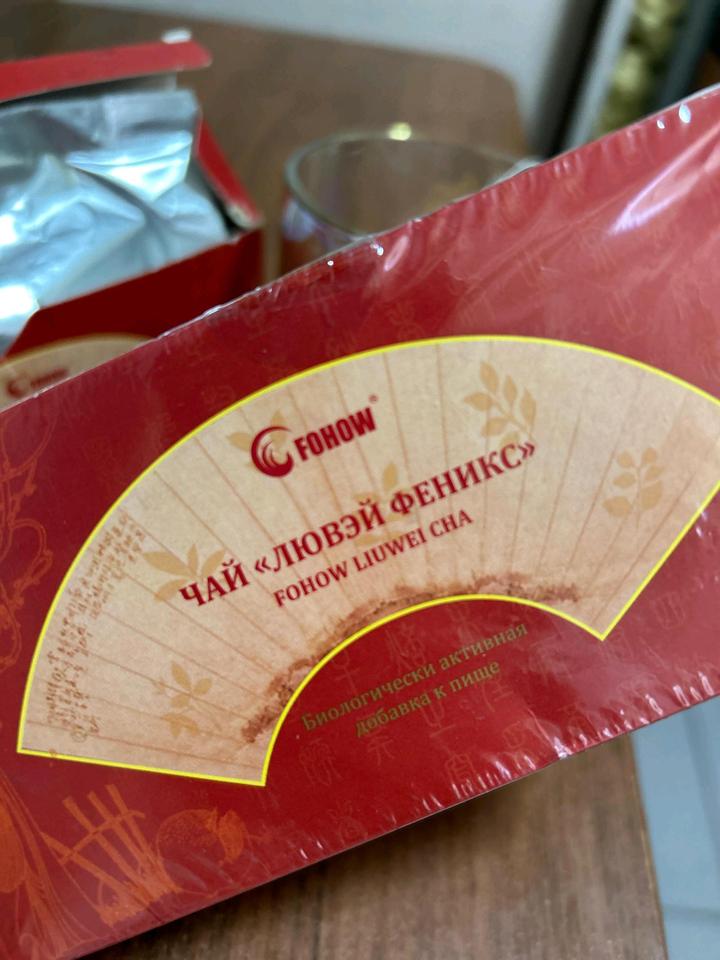 FOHOW®
ЧАЙ «ЛЮВЭЙ ФЕНИКС»
FOHOW LIUWEI CHA
Биологически активная
добавка к пище